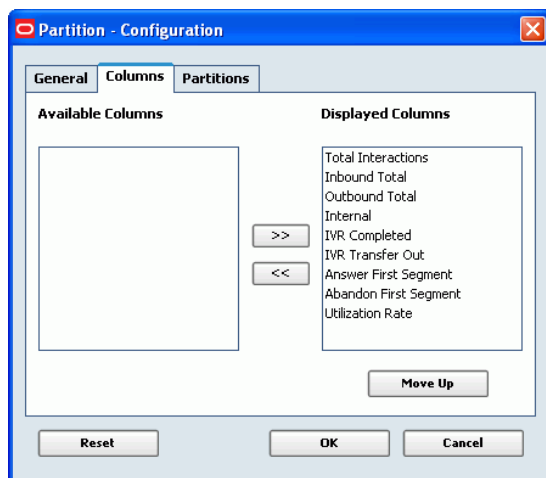 Partition - Configuration
General Columns Partitions
Available Columns Displayed Columns
Total Interactions
Inbound Total
Outbound Total
Internal
>> IVR Completed
IVR Transfer Out
<< Answer First Segment
Abandon First Segment
Utilization Rate
Move Up
Reset OK Cancel